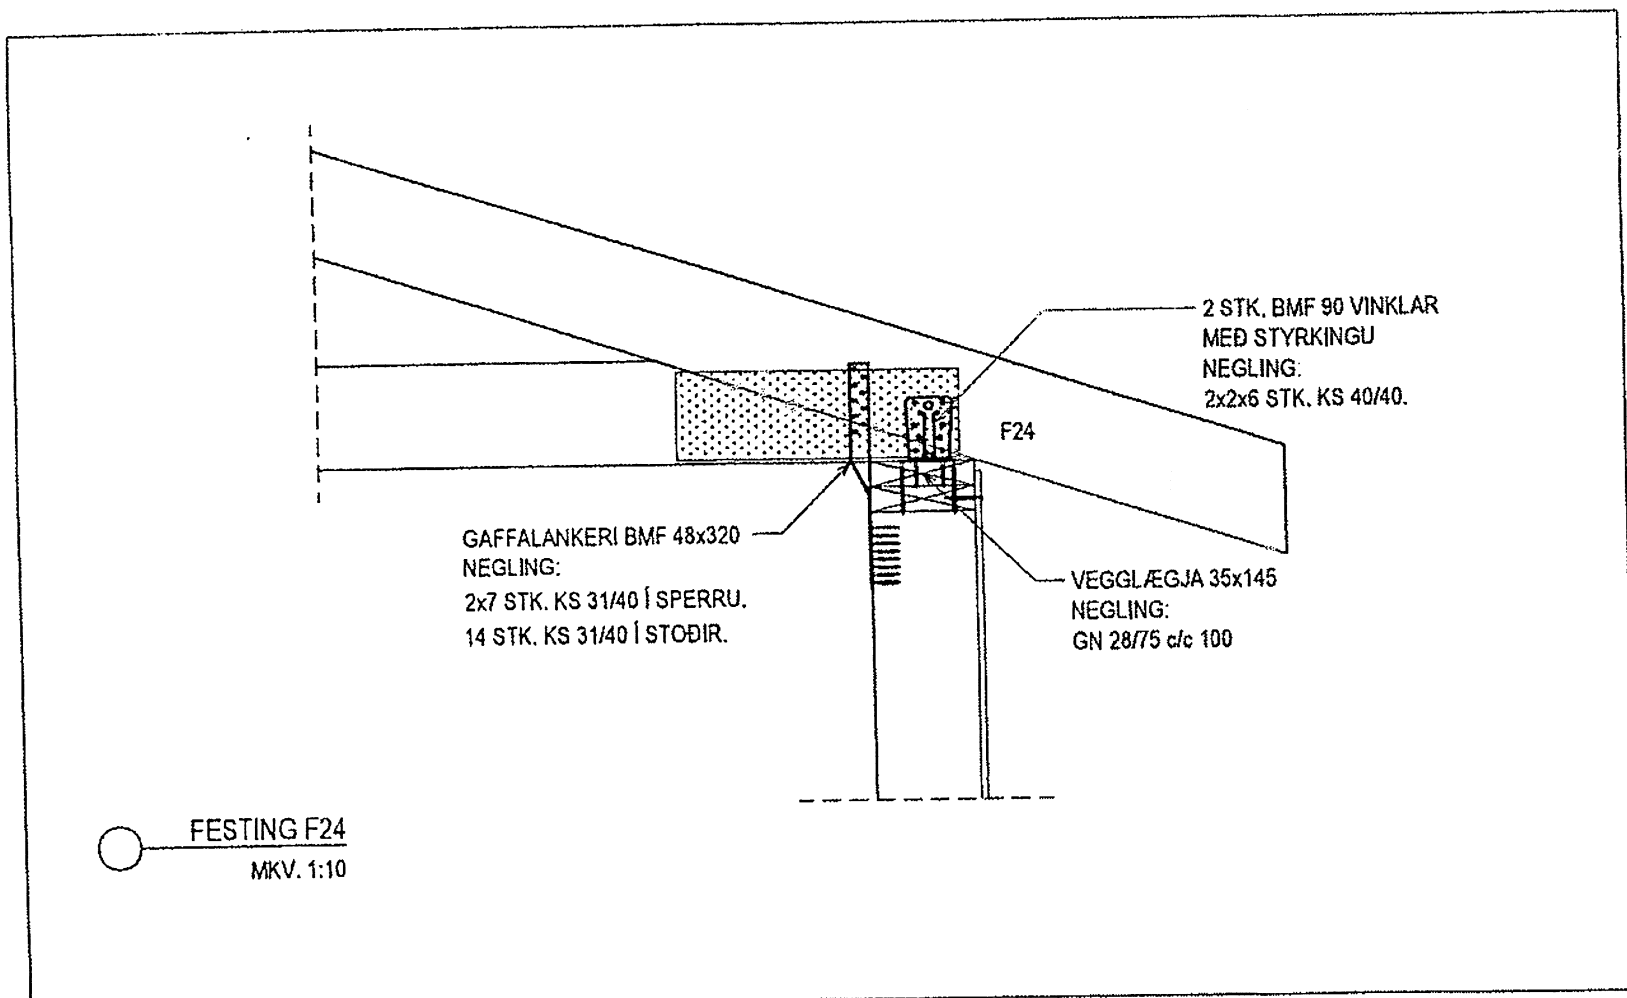 2 STK. BMF 90 VINKLAR
MEÐ STYRKINGU
NEGLING:
2x2x6 STK. KS 40/40.
F24
GAFFALANKERI BMF 48x320
NEGLING:
2x7 STK. KS 31/40 Í SPERRU.
14 STK. KS 31/40 Í STOÐIR.
VEGGLÆGJA 35x145
NEGLING:
GN 28/75 c/c 100
FESTING F24
MKV. 1:10